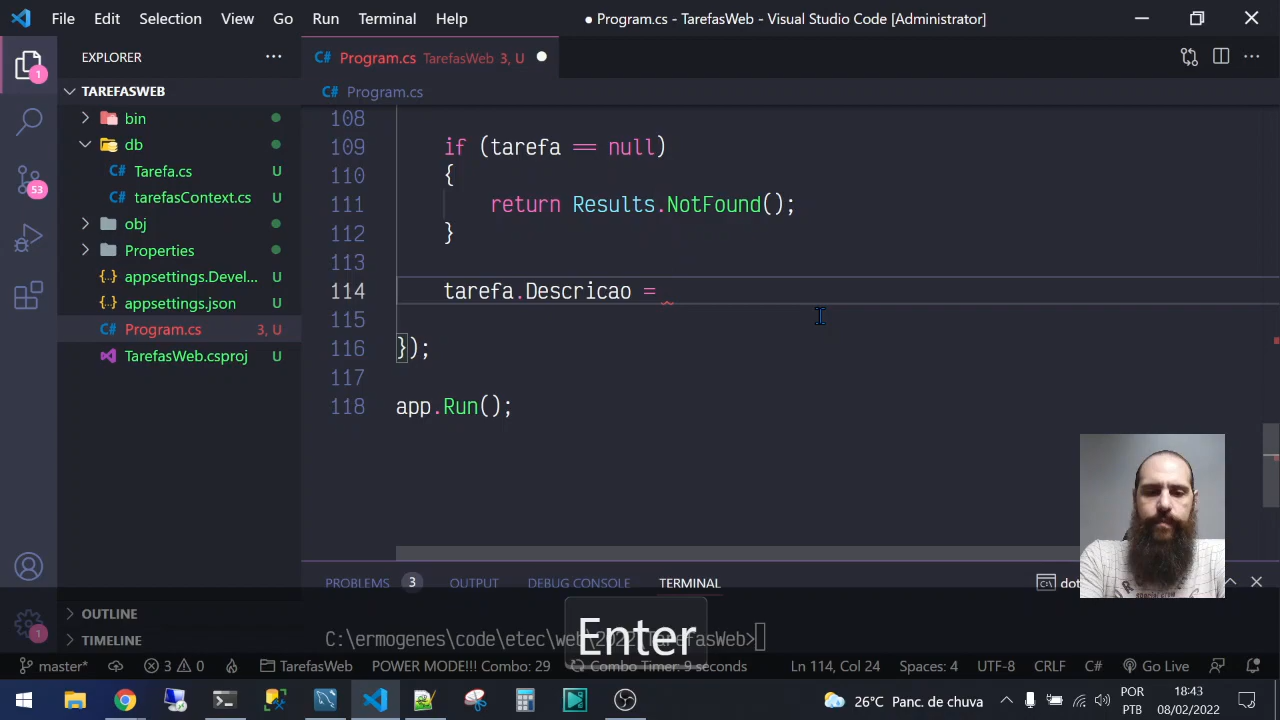 File Edit Selection View Go Run Terminal Help
● Program.cs - TarefasWeb - Visual Studio Code [Administrator]
EXPLORER
C# Program.cs TarefasWeb 3, U
1
TAREFASWEB
C# Program.cs
bin
db
C# Tarefa.cs U
C# tarefasContext.cs U
obj
Properties
{..} appsettings.Devel... U
{..} appsettings.json U
C# Program.cs 3, U
TarefasWeb.csproj U
53
108
109 if (tarefa == null)
110 {
111 return Results.NotFound();
112 }
113
114 tarefa.Descricao =
115
116 });
117
118 app.Run();
PROBLEMS 3 OUTPUT DEBUG CONSOLE TERMINAL
OUTLINE
TIMELINE
1
Enter
master* 3 0 TarefasWeb POWER MODE!!! Combo: 29 Combo Timer: 9 seconds Ln 114, Col 24 Spaces: 4 UTF-8 CRLF C# Go Live
26°C Panc. de chuva
POR
PTB
18:43
08/02/2022